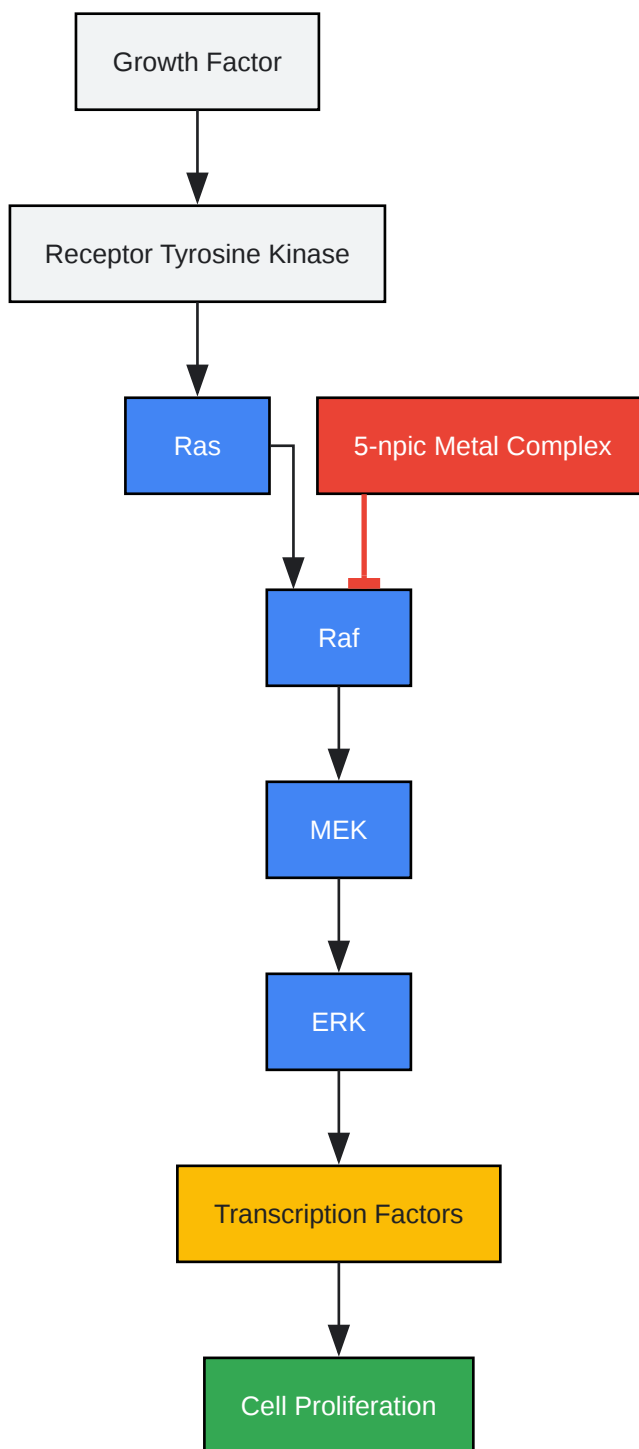 Growth Factor
Receptor Tyrosine Kinase
Ras
5-npic Metal Complex
Raf
MEK
ERK
Transcription Factors
Cell Proliferation